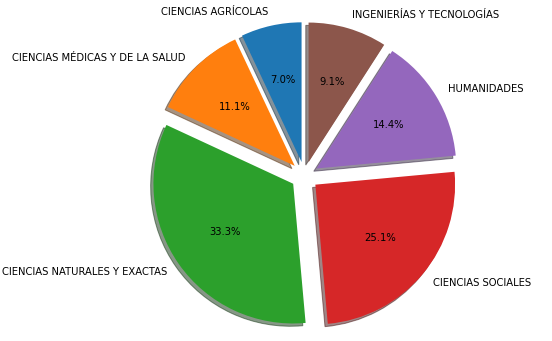 CIENCIAS AGRÍCOLAS
INGENIERÍAS Y TECNOLOGÍAS
CIENCIAS MÉDICAS Y DE LA SALUD
7.0%
9.1%
HUMANIDADES
11.1%
14.4%
33.3%
25.1%
CIENCIAS NATURALES Y EXACTAS
CIENCIAS SOCIALES